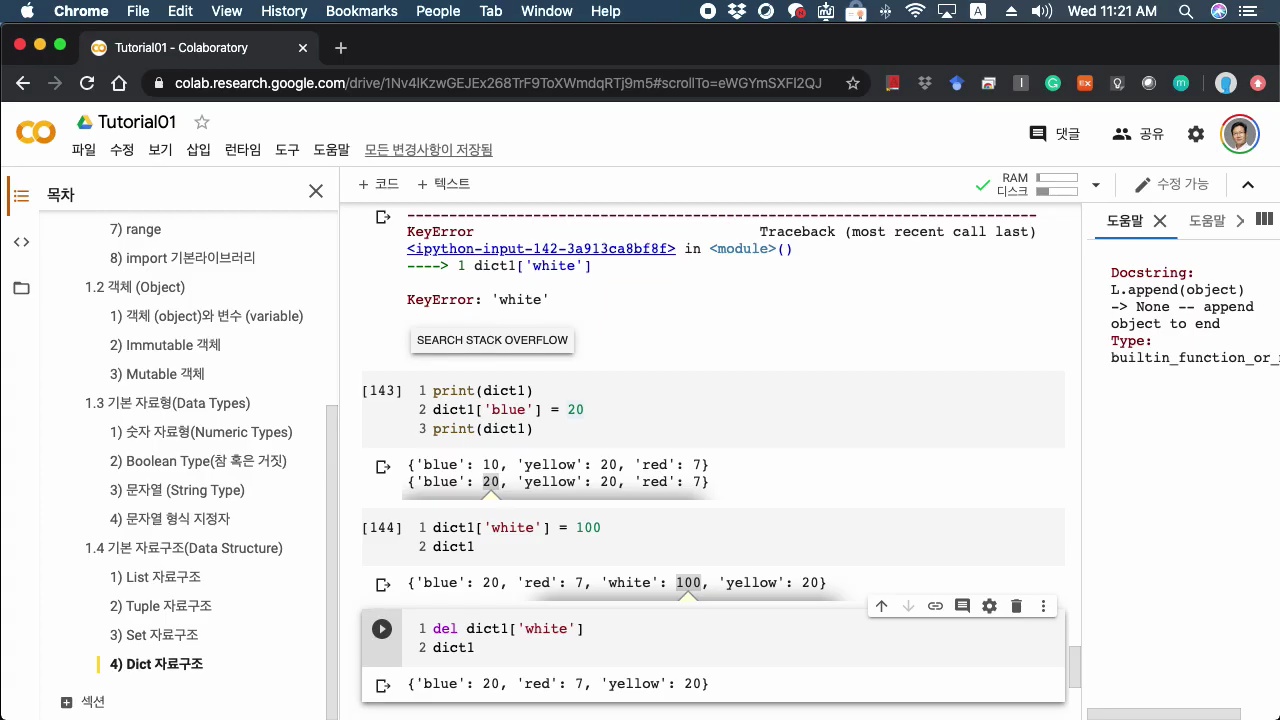 Chrome File Edit View History Bookmarks People Tab Window Help A Wed 11:21 AM
Tutorial01 - Colaboratory
colab.research.google.com/drive/1Nv4lKzwGEJEx268TrF9ToXWmdqRTj9m5#scrollTo=eWGYmSXFI2QJ
Tutorial01
댓글
공유
파일 수정 보기 삽입 런타임 도구 도움말 모든 변경사항이 저장됨
목차
+ 코드 + 텍스트
RAM
디스크
수정 가능
7) range
8) import 기본라이브러리
1.2 객체 (Object)
1) 객체 (object)와 변수 (variable)
2) Immutable 객체
3) Mutable 객체
1.3 기본 자료형(Data Types)
1) 숫자 자료형(Numeric Types)
2) Boolean Type(참 혹은 거짓)
3) 문자열 (String Type)
4) 문자열 형식 지정자
1.4 기본 자료구조(Data Structure)
1) List 자료구조
2) Tuple 자료구조
3) Set 자료구조
4) Dict 자료구조
섹션
---------------------------------------------------------------------------
KeyError Traceback (most recent call last)
<ipython-input-142-3a913ca8bf8f> in <module>()
----> 1 dict1['white']
KeyError: 'white'
SEARCH STACK OVERFLOW
[143] 1 print(dict1)
2 dict1['blue'] = 20
3 print(dict1)
{'blue': 10, 'yellow': 20, 'red': 7}
{'blue': 20, 'yellow': 20, 'red': 7}
[144] 1 dict1['white'] = 100
2 dict1
{'blue': 20, 'red': 7, 'white': 100, 'yellow': 20}
1 del dict1['white']
2 dict1
{'blue': 20, 'red': 7, 'yellow': 20}
도움말 도움말
Docstring:
L.append(object)
-> None -- append
object to end
Type:
builtin_function_or_